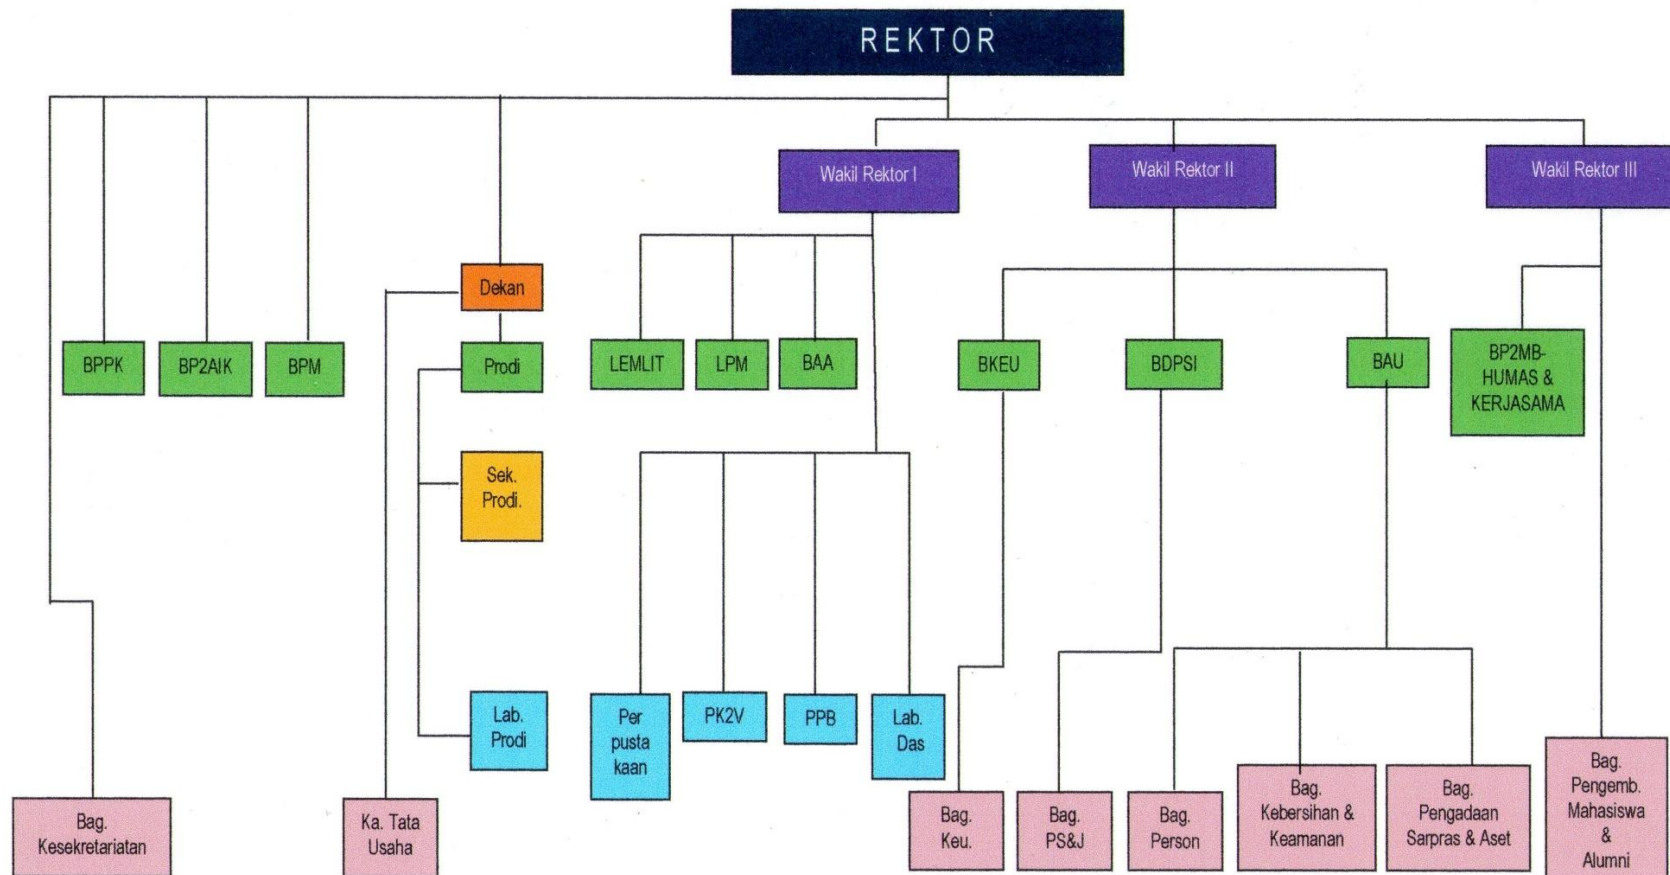 REKTOR
Wakil Rektor I
Wakil Rektor II
Wakil Rektor III
Dekan
BPPK
BP2AIK
BPM
Prodi
LEMLIT
LPM
BAA
BKEU
BDPSI
BAU
BP2MB-
HUMAS &
KERJASAMA
Sek.
Prodi.
Lab.
Prodi
Per
pusta
kaan
PK2V
PPB
Lab.
Das
Bag.
Kesekretariatan
Ka. Tata
Usaha
Bag.
Keu.
Bag.
PS&J
Bag.
Person
Bag.
Kebersihan &
Keamanan
Bag.
Pengadaan
Sarpras & Aset
Bag.
Pengemb.
Mahasiswa
&
Alumni